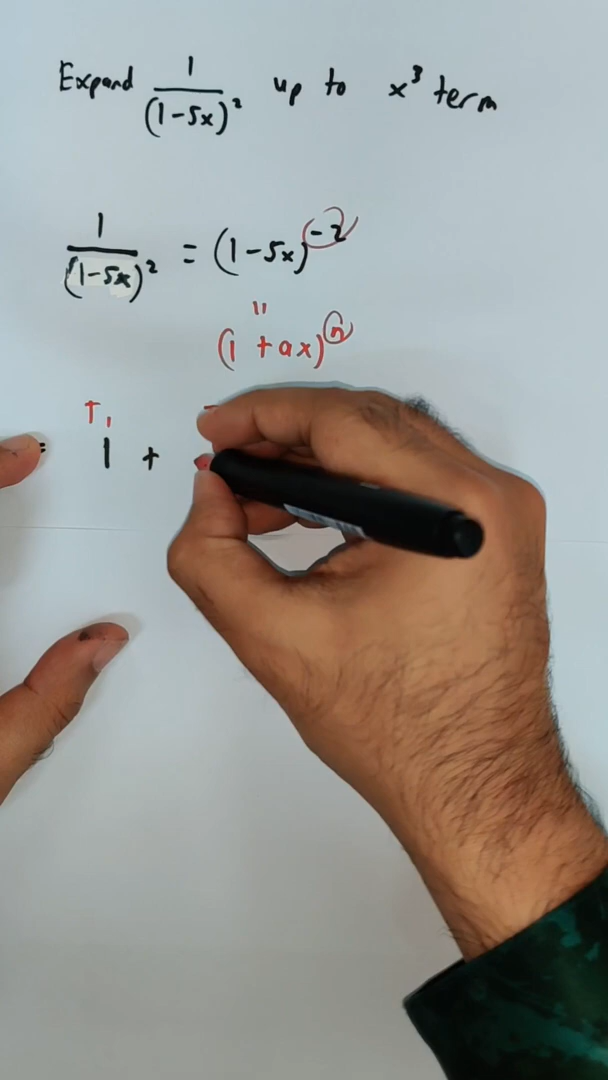 Expand 1/(1-5x)² up to x³ term
1/(1-5x)² = (1-5x)⁻²
"
(1 + ax)ⁿ
T₁
= 1 +